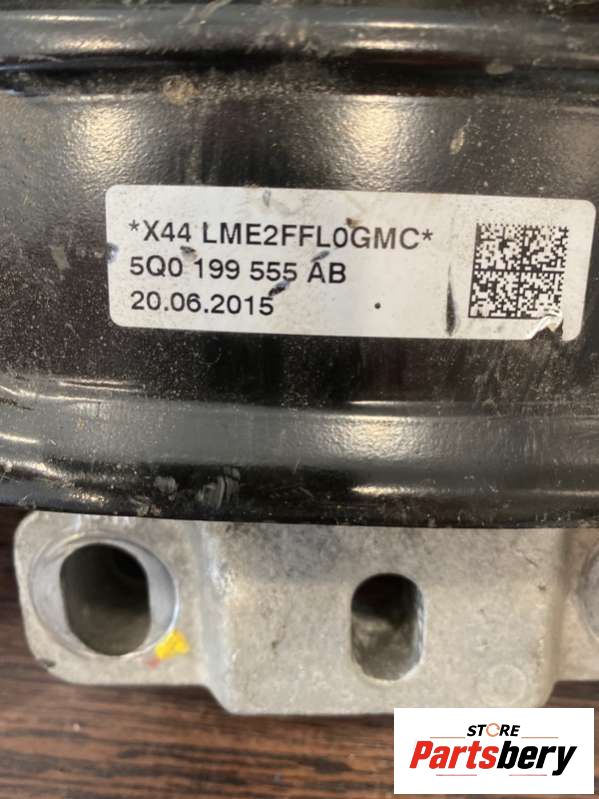 *X44 LME2FFL0GMC*
5Q0 199 555 AB
20.06.2015
STORE
Partsbery